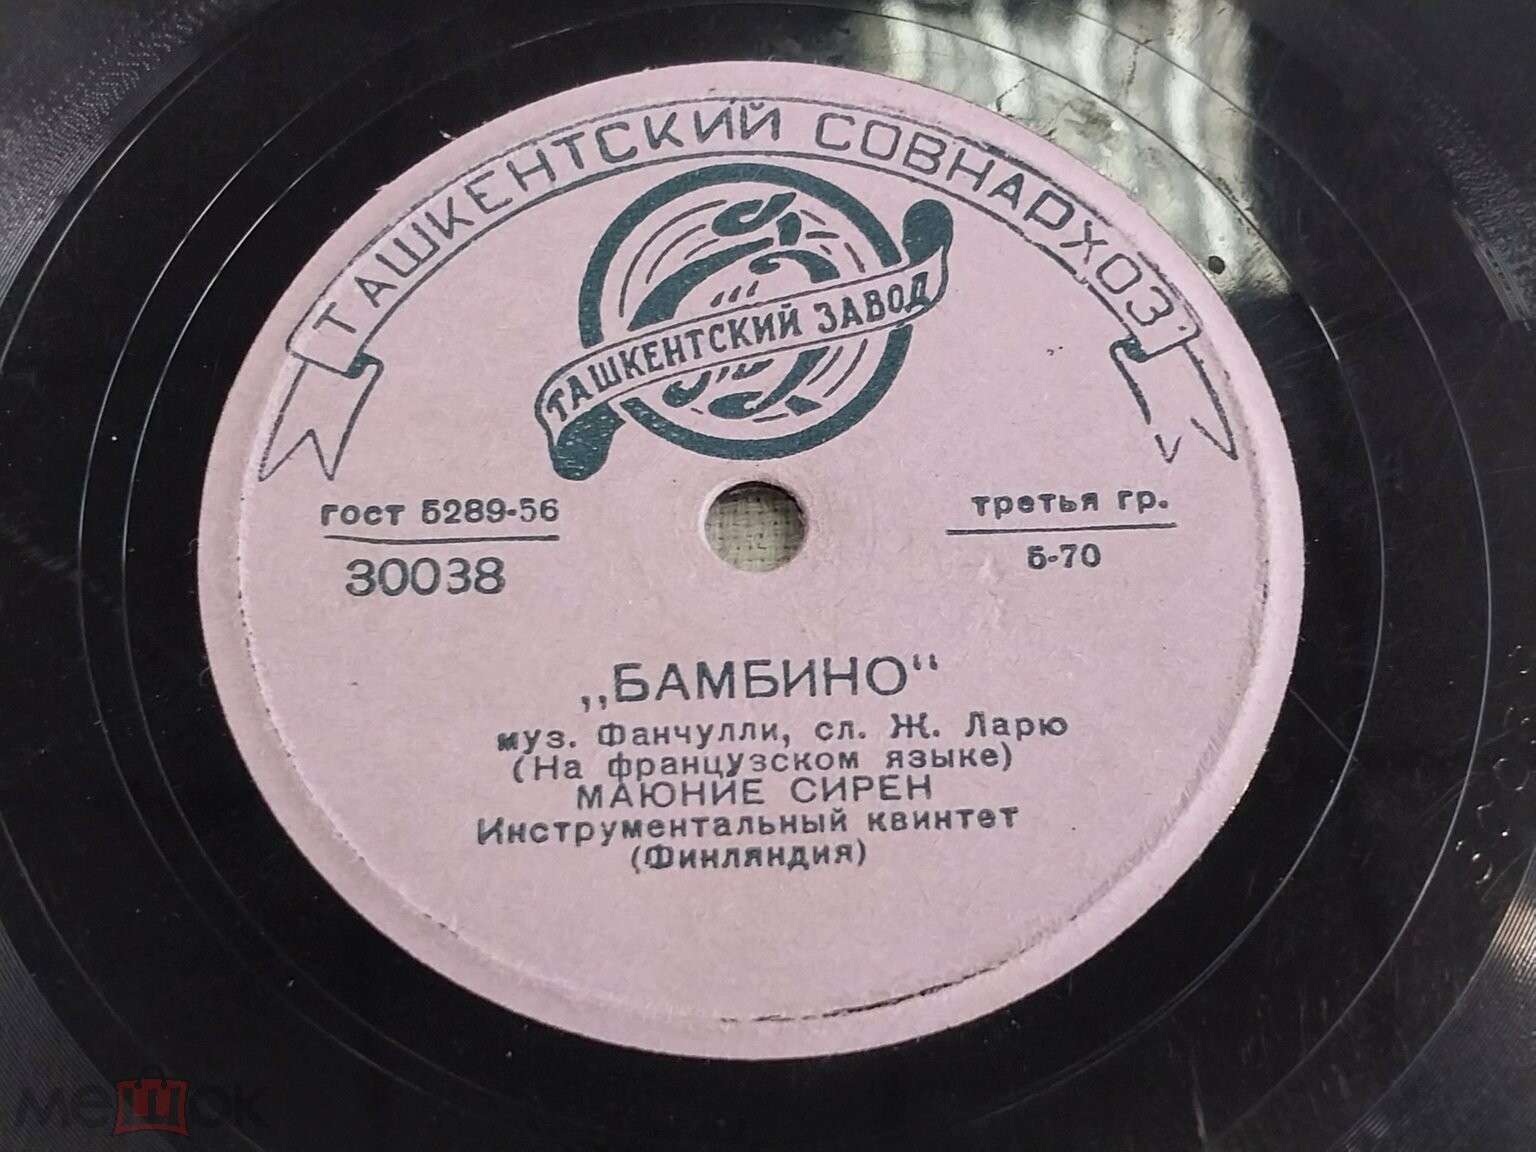 ТАШКЕНТСКИЙ СОВНАРХОЗ
ТАШКЕНТСКИЙ ЗАВОД
гост 5289-56
30038
третья гр.
5-70
„БАМБИНО“
муз. Фанчулли, сл. Ж. Ларю
(На французском языке)
МАЮНИЕ СИРЕН
Инструментальный квинтет
(Финляндия)
мешок